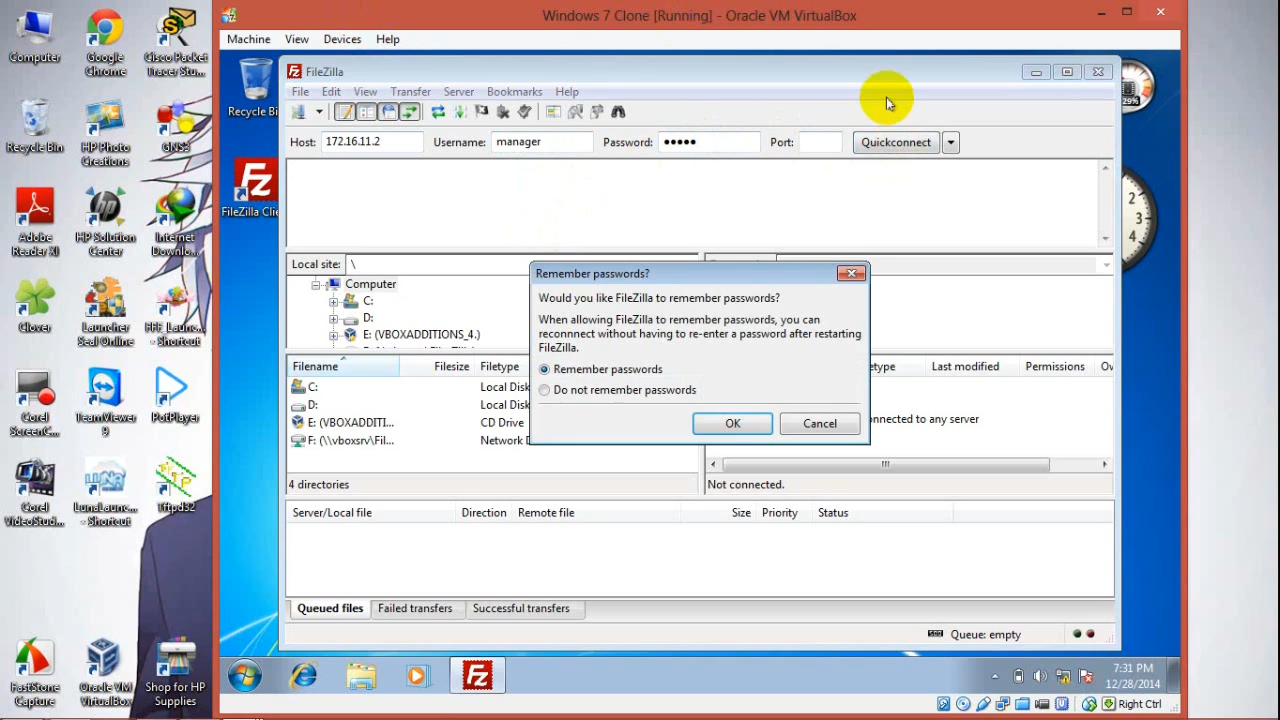 Windows 7 Clone [Running] - Oracle VM VirtualBox
Machine View Devices Help
Computer
Google Chrome
Cisco Packet Tracer Stu...
Recycle Bin
HP Photo Creations
GNS3
Adobe Reader XI
HP Solution Center
Internet Downlo...
Clover
Launcher Seal Online
- Shortcut
Corel ScreenC...
TeamViewer 9
PotPlayer
Corel VideoStud...
LunaLaunc... - Shortcut
Tftpd32
FastStone Capture
Oracle VM VirtualBox
Shop for HP Supplies
Recycle Bi
FileZilla Clie
29%
2
3
4
FileZilla
File Edit View Transfer Server Bookmarks Help
Host: 172.16.11.2 Username: manager Password: ●●●●● Port: Quickconnect
Local site: \
Computer
C:
D:
E: (VBOXADDITIONS_4.)
Filename Filesize Filetype
C: Local Disk
D: Local Disk
E: (VBOXADDITI... CD Drive
F: (\\vboxsrv\Fil... Network D
4 directories
etype Last modified Permissions Ov
onnected to any server
Not connected.
Remember passwords?
Would you like FileZilla to remember passwords?
When allowing FileZilla to remember passwords, you can
reconnnect without having to re-enter a password after restarting
FileZilla.
Remember passwords
Do not remember passwords
OK Cancel
Server/Local file Direction Remote file Size Priority Status
Queued files Failed transfers Successful transfers
Queue: empty
7:31 PM
12/28/2014
Right Ctrl